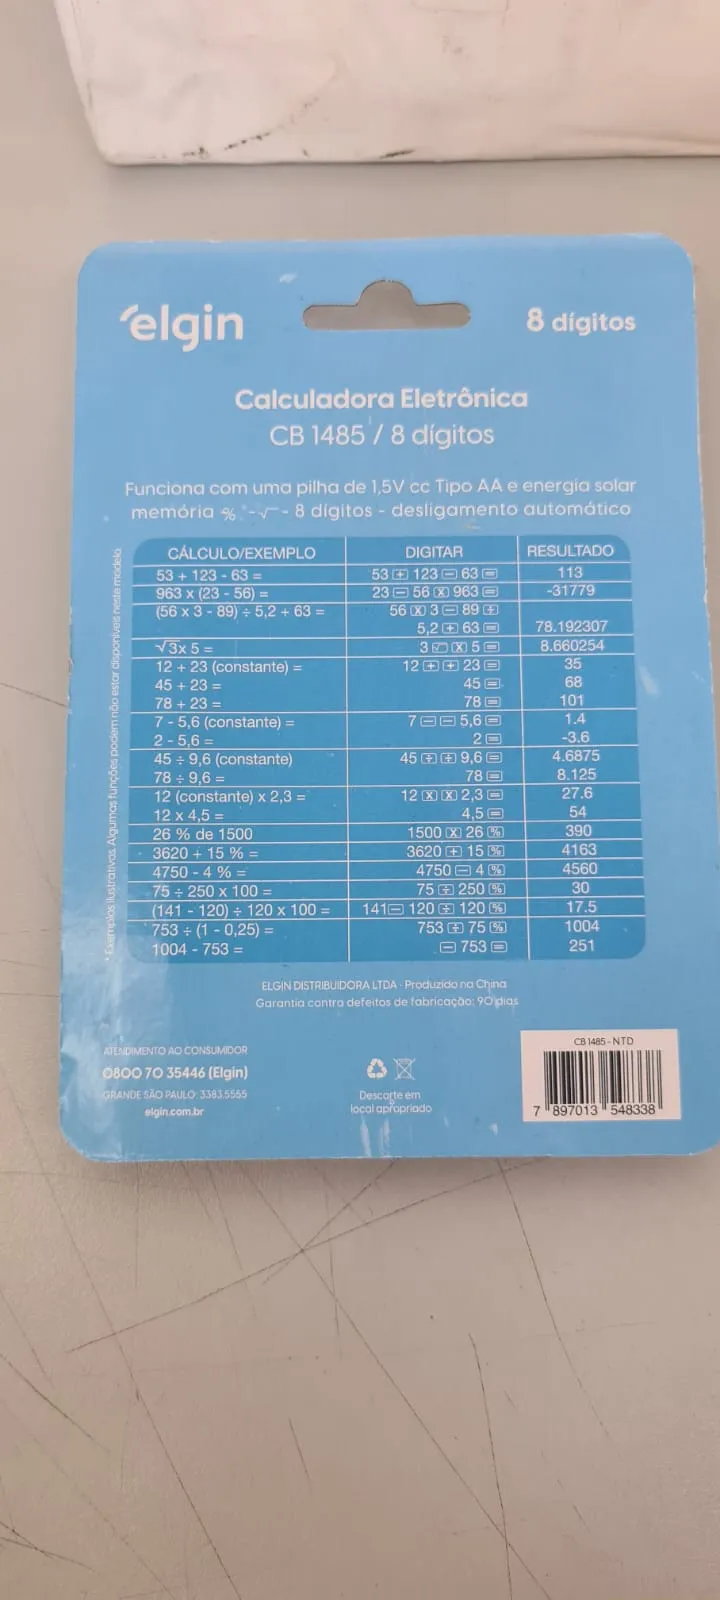 elgin
8 dígitos
Calculadora Eletrônica
CB 1485 / 8 dígitos
Funciona com uma pilha de 1,5V cc Tipo AA e energia solar
memória % - √ - 8 dígitos - desligamento automático
CÁLCULO/EXEMPLO DIGITAR RESULTADO
53 + 123 - 63 = 53 + 123 - 63 = 113
963 x (23 - 56) = 23 - 56 x 963 = -31779
(56 x 3 - 89) ÷ 5,2 + 63 = 56 x 3 - 89 ÷
5,2 + 63 = 78.192307
√3x 5 = 3 √ x 5 = 8.660254
12 + 23 (constante) = 12 + + 23 = 35
45 + 23 = 45 = 68
78 + 23 = 78 = 101
7 - 5,6 (constante) = 7 - - 5,6 = 1.4
2 - 5,6 = 2 = -3.6
45 ÷ 9,6 (constante) 45 ÷ ÷ 9,6 = 4.6875
78 ÷ 9,6 = 78 = 8.125
12 (constante) x 2,3 = 12 x x 2,3 = 27.6
12 x 4,5 = 4,5 = 54
26 % de 1500 1500 x 26 % 390
3620 + 15 % = 3620 + 15 % 4163
4750 - 4 % = 4750 - 4 % 4560
75 ÷ 250 x 100 = 75 ÷ 250 % 30
(141 - 120) ÷ 120 x 100 = 141 - 120 ÷ 120 % 17.5
753 ÷ (1 - 0,25) = 753 ÷ 75 % 1004
1004 - 753 = - 753 = 251
* Exemplos ilustrativos. Algumas funções podem não estar disponíveis neste modelo.
ELGIN DISTRIBUIDORA LTDA · Produzido na China
Garantia contra defeitos de fabricação: 90 dias
ATENDIMENTO AO CONSUMIDOR
0800 70 35446 (Elgin)
GRANDE SÃO PAULO: 3383.5555
elgin.com.br
Descarte em
local apropriado
CB 1485 - NTD
7 897013 548338